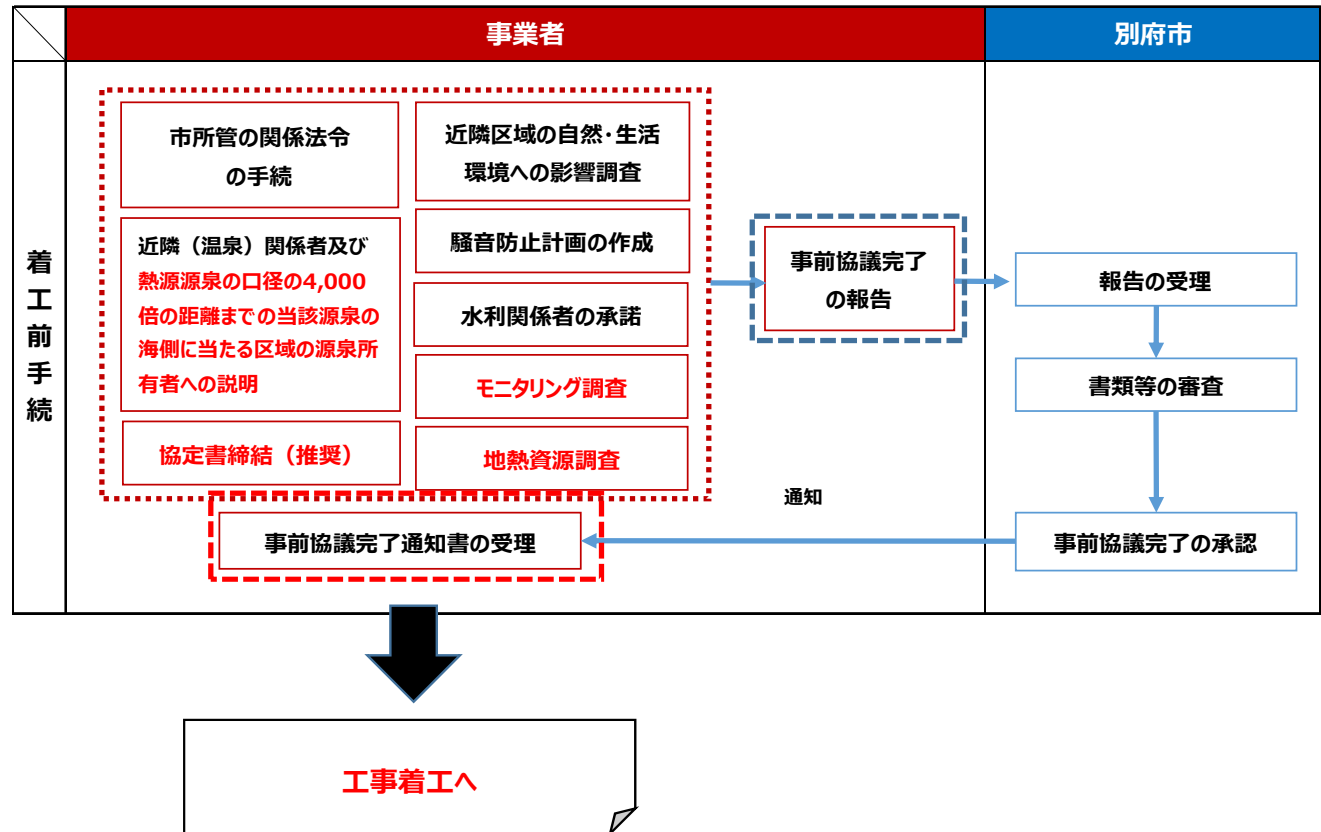 事業者
別府市
着工前手続
市所管の関係法令
の手続
近隣（温泉）関係者及び
熱源源泉の口径の4,000
倍の距離までの当該源泉の
海側に当たる区域の源泉所
有者への説明
協定書締結（推奨）
近隣区域の自然・生活
環境への影響調査
騒音防止計画の作成
水利関係者の承諾
モニタリング調査
地熱資源調査
事前協議完了
の報告
報告の受理
書類等の審査
事前協議完了の承認
通知
事前協議完了通知書の受理
工事着工へ